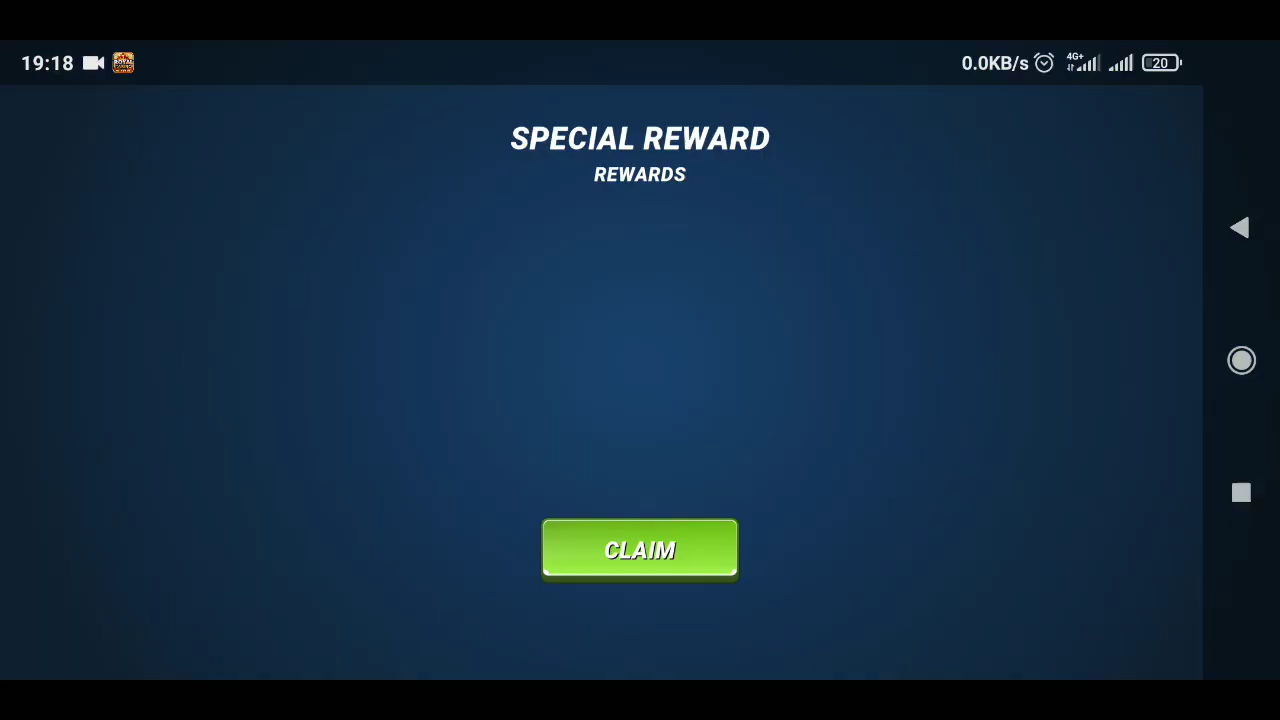 19:18
0.0KB/s 4G+ 20
SPECIAL REWARD
REWARDS
CLAIM